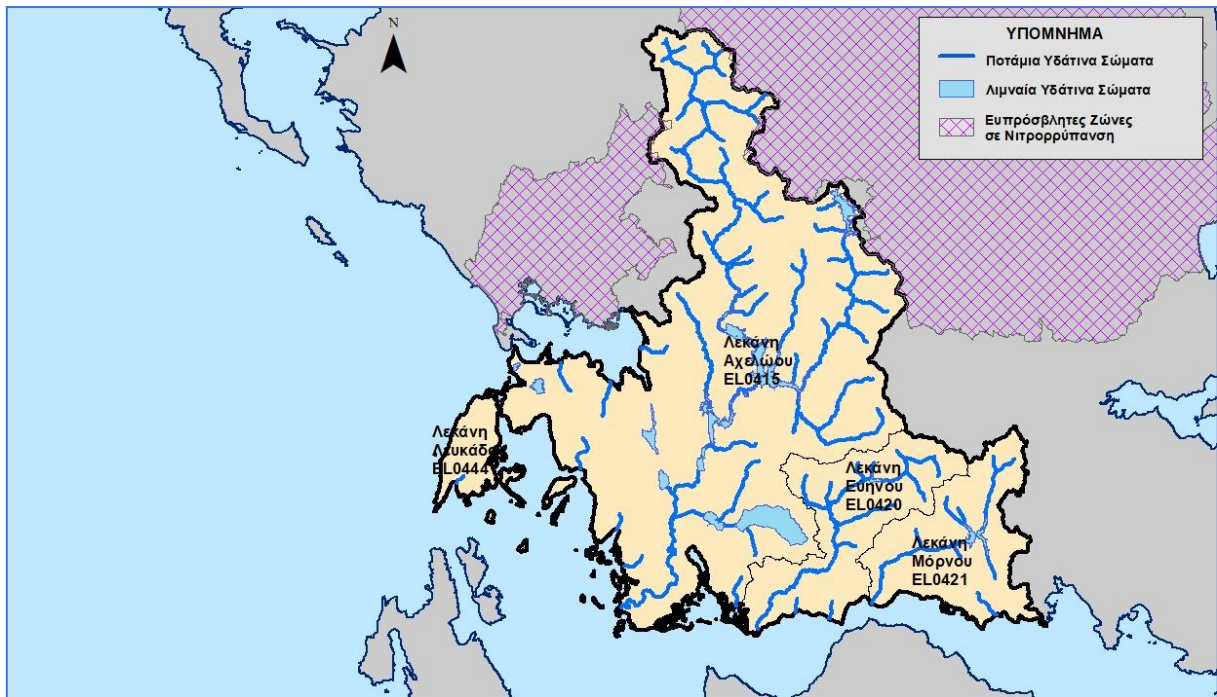 N
ΥΠΟΜΝΗΜΑ
Ποτάμια Υδάτινα Σώματα
Λιμναία Υδάτινα Σώματα
Ευπρόσβλητες Ζώνες
σε Νιτρορρύπανση
Λεκάνη
Αχελώου
EL0415
Λεκάνη
Λευκάδας
EL0444
Λεκάνη
Ευήνου
EL0420
Λεκάνη
Μόρνου
EL0421